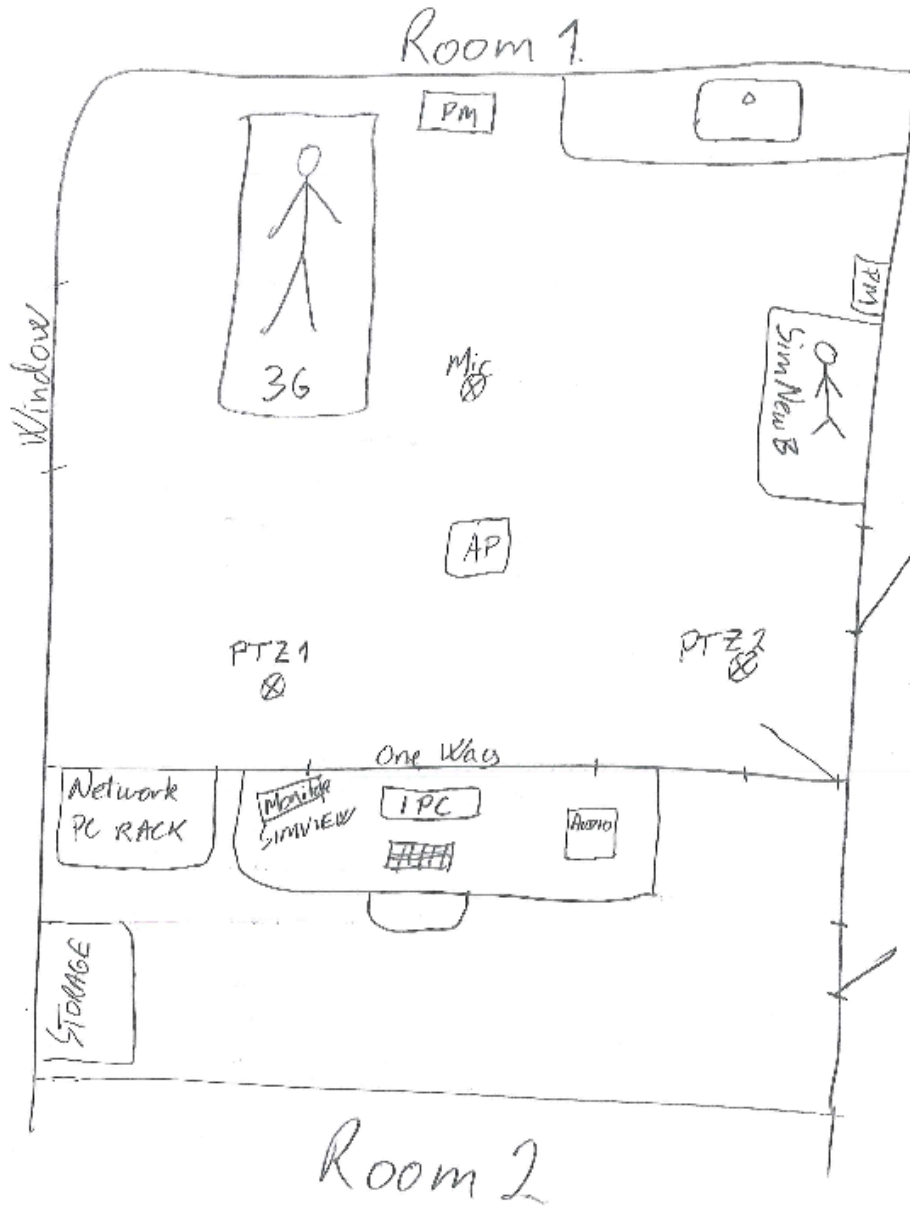 Room 1
PM
PM
Window
3G
Mic
SimNewB
AP
PTZ1
PTZ2
One Way
Network
PC RACK
Monitor
SIMVIEW
IPC
AUDIO
STORAGE
Room 2